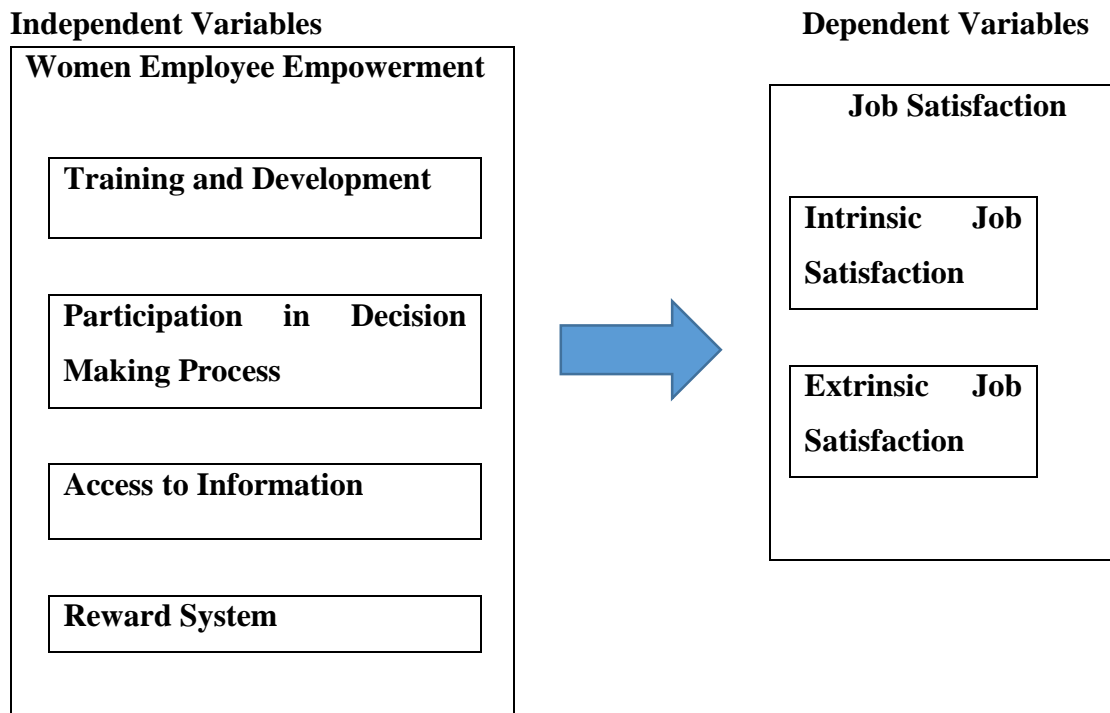 Independent Variables
Dependent Variables
Women Employee Empowerment
Job Satisfaction
Training and Development
Intrinsic Job
Satisfaction
Participation in Decision
Making Process
Extrinsic Job
Satisfaction
Access to Information
Reward System